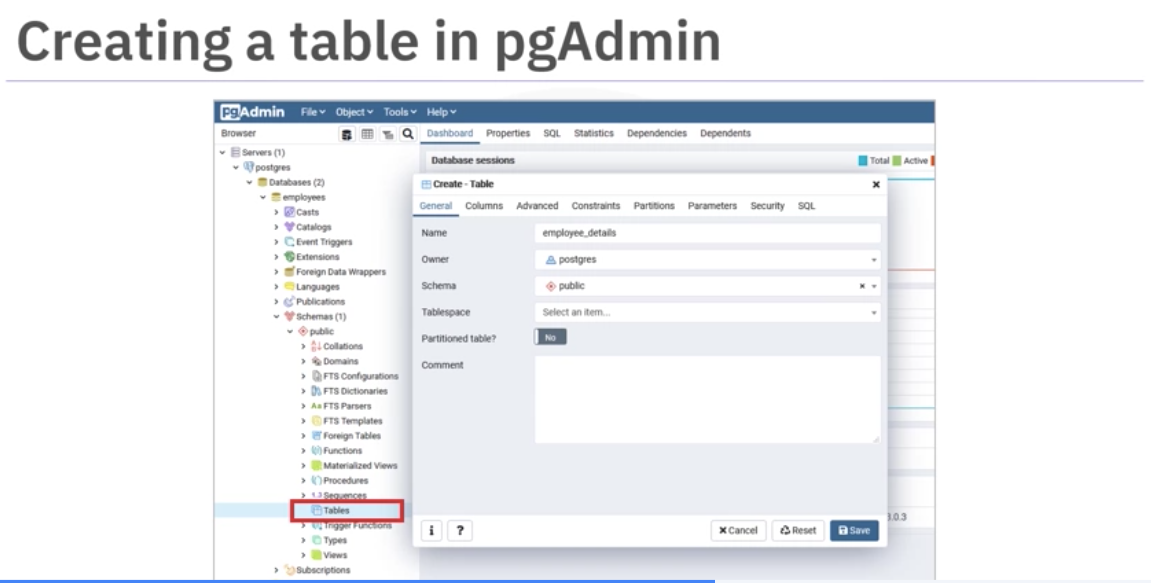 Creating a table in pgAdmin
pgAdmin File Object Tools Help
Browser
Dashboard Properties SQL Statistics Dependencies Dependents
Servers (1)
postgres
Databases (2)
employees
Casts
Catalogs
Event Triggers
Extensions
Foreign Data Wrappers
Languages
Publications
Schemas (1)
public
Collations
Domains
FTS Configurations
FTS Dictionaries
Aa FTS Parsers
FTS Templates
Foreign Tables
Functions
Materialized Views
Procedures
1.3 Sequences
Tables
Trigger Functions
Types
Views
Subscriptions
Database sessions
Total Active
Create - Table
General Columns Advanced Constraints Partitions Parameters Security SQL
Name employee_details
Owner postgres
Schema public
Tablespace Select an item...
Partitioned table? No
Comment
i ? Cancel Reset Save